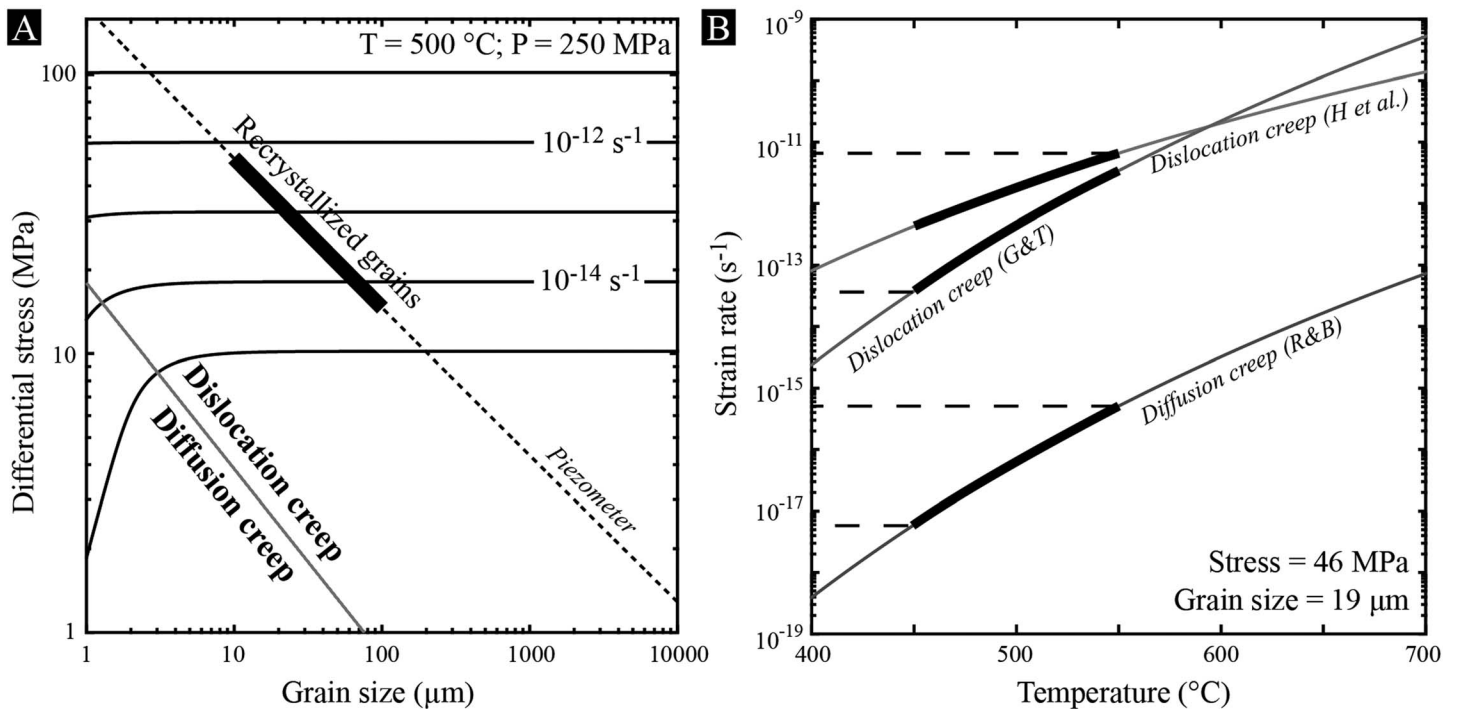 A
T = 500 °C; P = 250 MPa
100
10
1
Differential stress (MPa)
10⁻¹² s⁻¹
10⁻¹⁴ s⁻¹
Recrystallized grains
Dislocation creep
Diffusion creep
Piezometer
1
10
100
1000
10000
Grain size (μm)
B
10⁻⁹
10⁻¹¹
10⁻¹³
10⁻¹⁵
10⁻¹⁷
10⁻¹⁹
Strain rate (s⁻¹)
Dislocation creep (H et al.)
Dislocation creep (G&T)
Diffusion creep (R&B)
Stress = 46 MPa
Grain size = 19 μm
400
500
600
700
Temperature (°C)